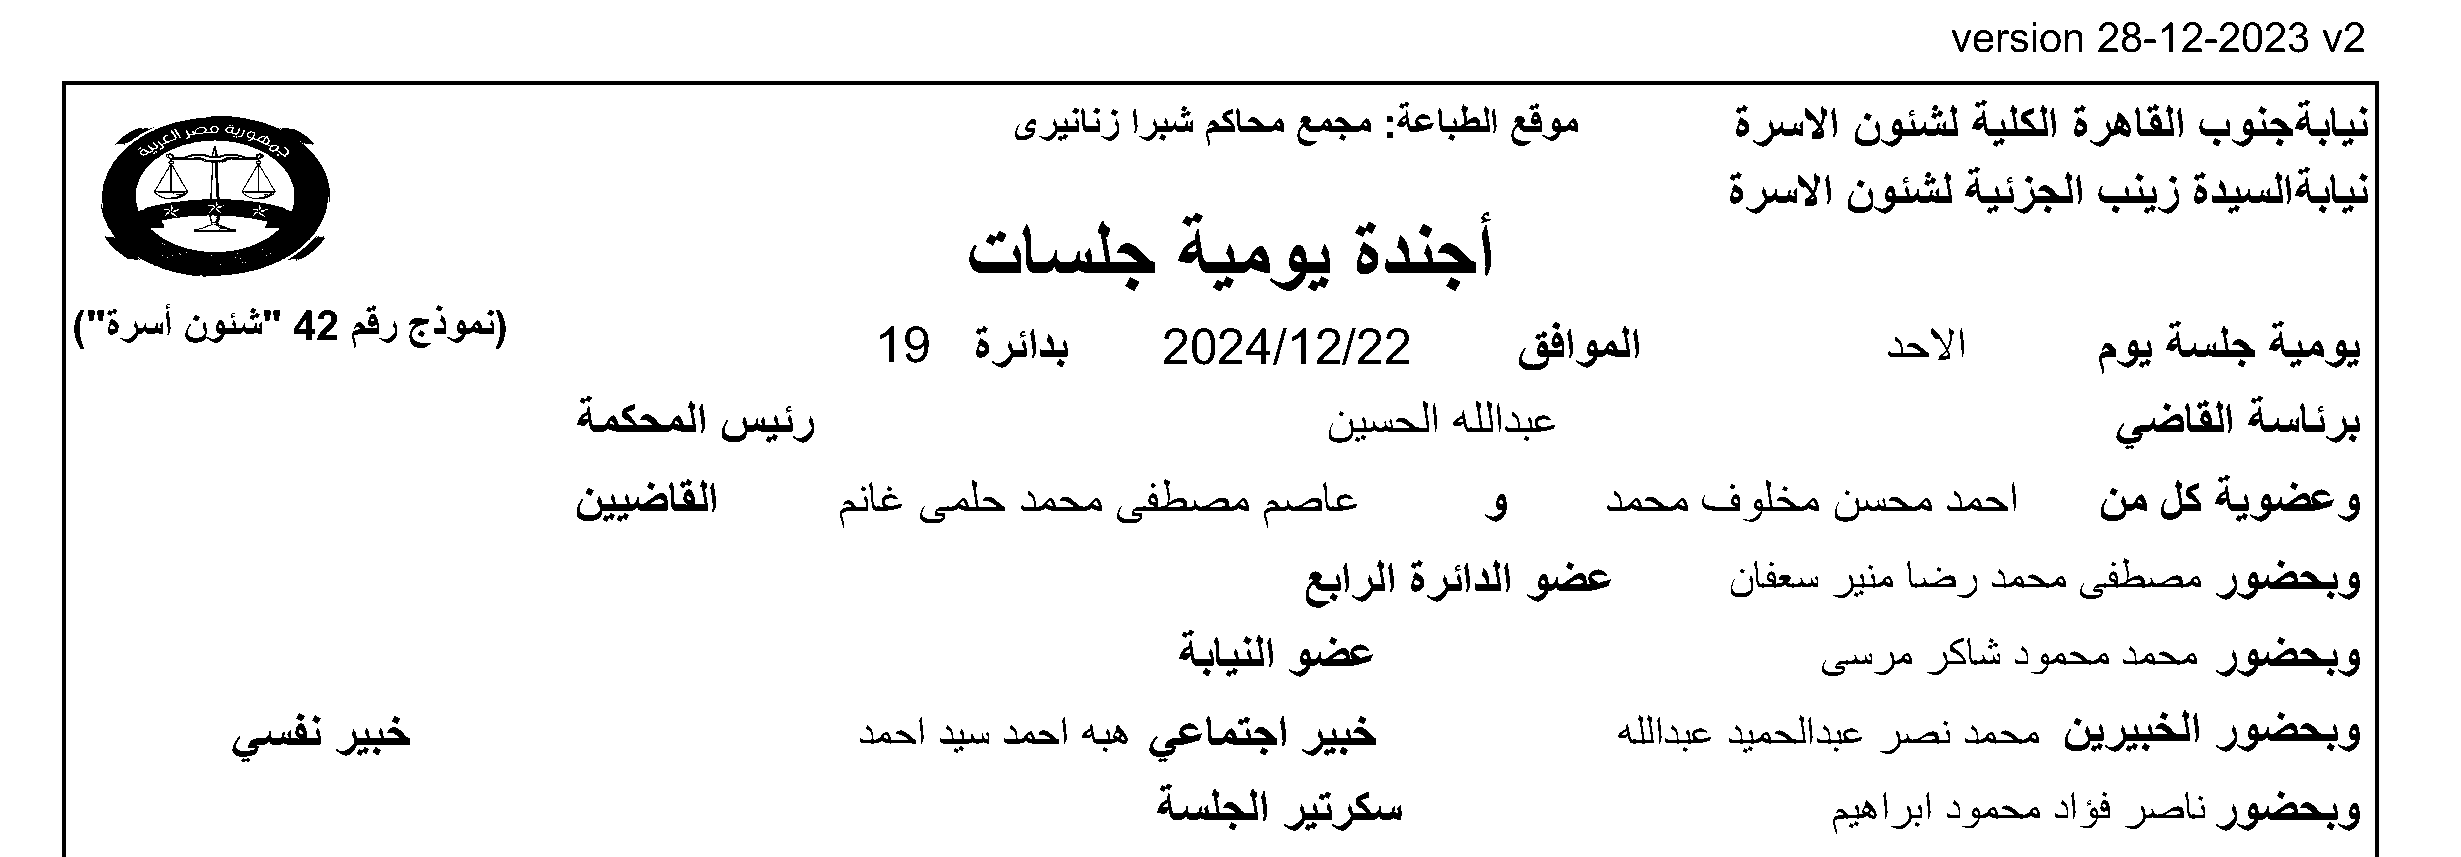 version 28-12-2023 v2
نيابةجنوب القاهرة الكلية لشئون الاسرة موقع الطباعة: مجمع محاكم شبرا زنانيرى
جمهورية مصر العربية
نيابةالسيدة زينب الجزئية لشئون الاسرة
أجندة يومية جلسات
(نموذج رقم 42 "شئون أسرة")
يومية جلسة يوم الاحد الموافق 2024/12/22 بدائرة 19
برئاسة القاضي عبدالله الحسين رئيس المحكمة
وعضوية كل من احمد محسن مخلوف محمد و عاصم مصطفى محمد حلمى غانم القاضيين
وبحضور مصطفى محمد رضا منير سعفان عضو الدائرة الرابع
وبحضور محمد محمود شاكر مرسى عضو النيابة
وبحضور الخبيرين محمد نصر عبدالحميد عبدالله خبير اجتماعي هبه احمد سيد احمد خبير نفسي
وبحضور ناصر فؤاد محمود ابراهيم سكرتير الجلسة